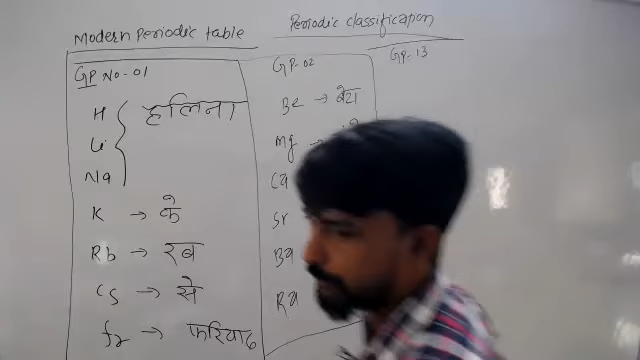 Modern Periodic table
Periodic classification
GP No-01
H
Li
Na
हलिना
K → के
Rb → रब
Cs → से
fr → फरियाद
GP-02
Be → बेटा
Mg →
Ca
Sr
Ba
Ra
GP-13